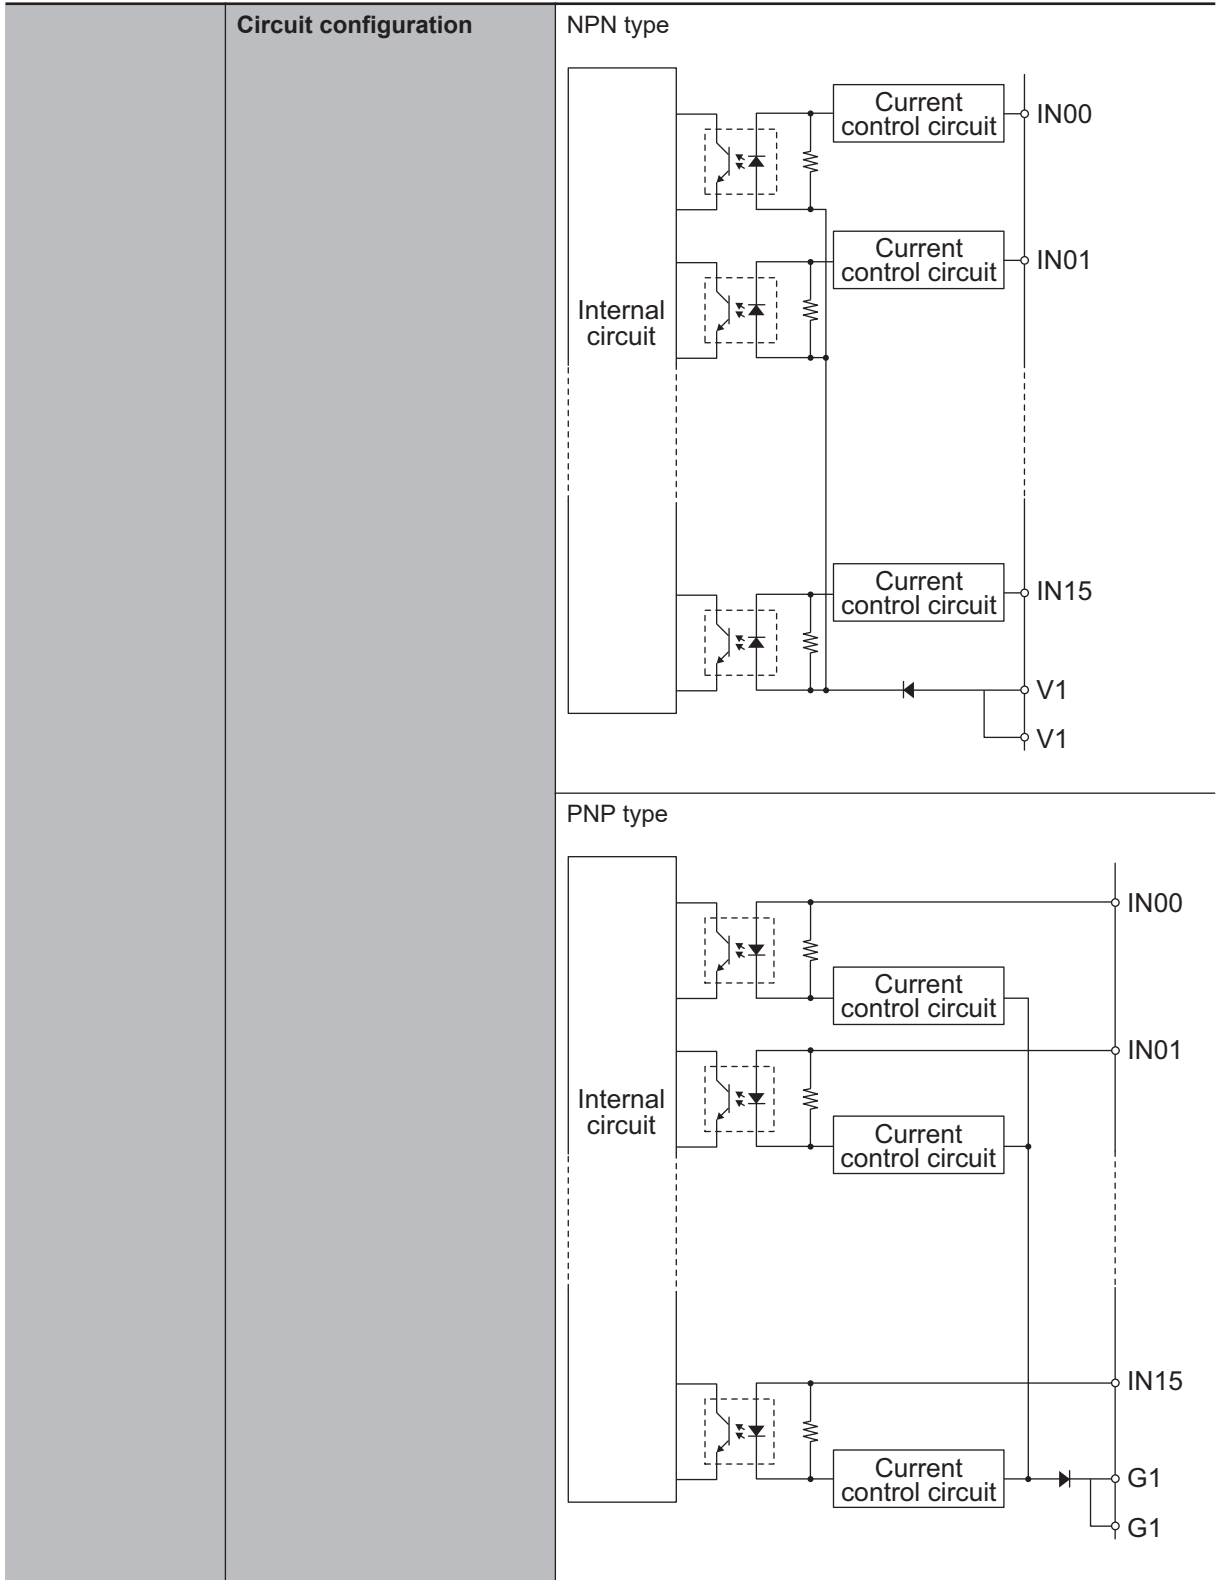 Circuit configuration
NPN type
Current
control circuit
IN00
Current
control circuit
IN01
Internal
circuit
Current
control circuit
IN15
V1
V1
PNP type
IN00
Current
control circuit
IN01
Internal
circuit
Current
control circuit
IN15
Current
control circuit
G1
G1